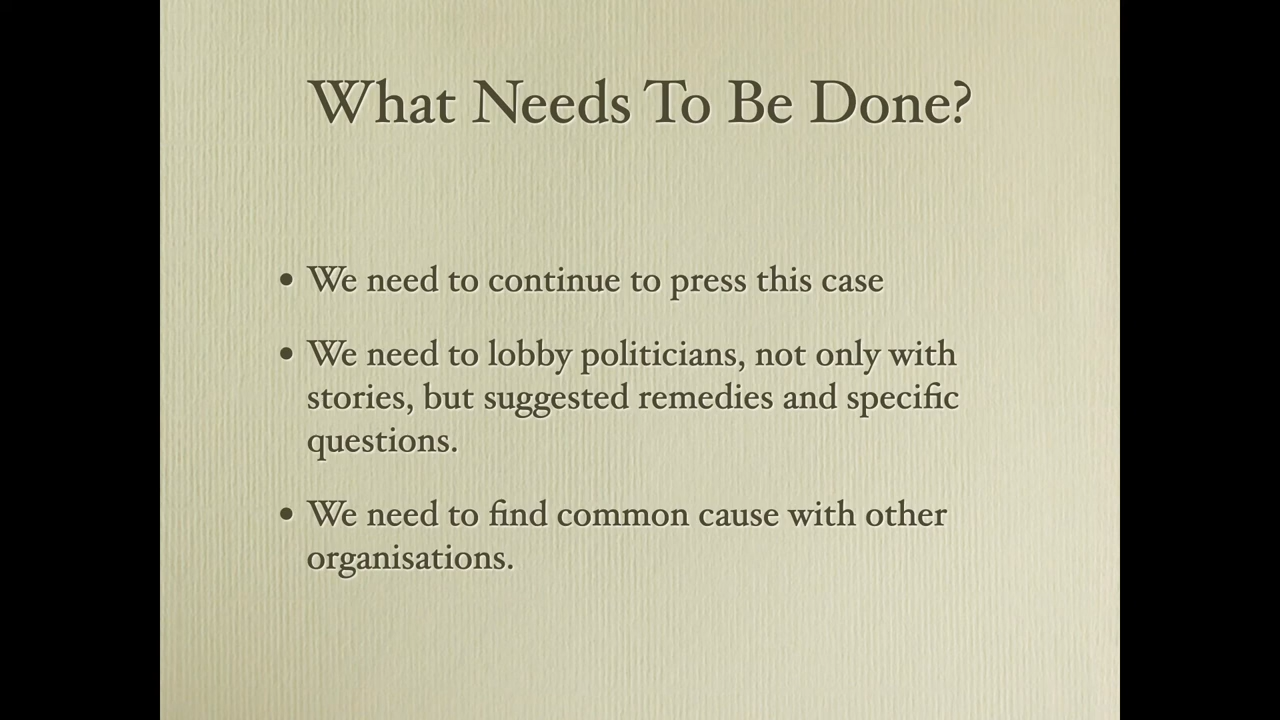 What Needs To Be Done?
• We need to continue to press this case
• We need to lobby politicians, not only with
stories, but suggested remedies and specific
questions.
• We need to find common cause with other
organisations.